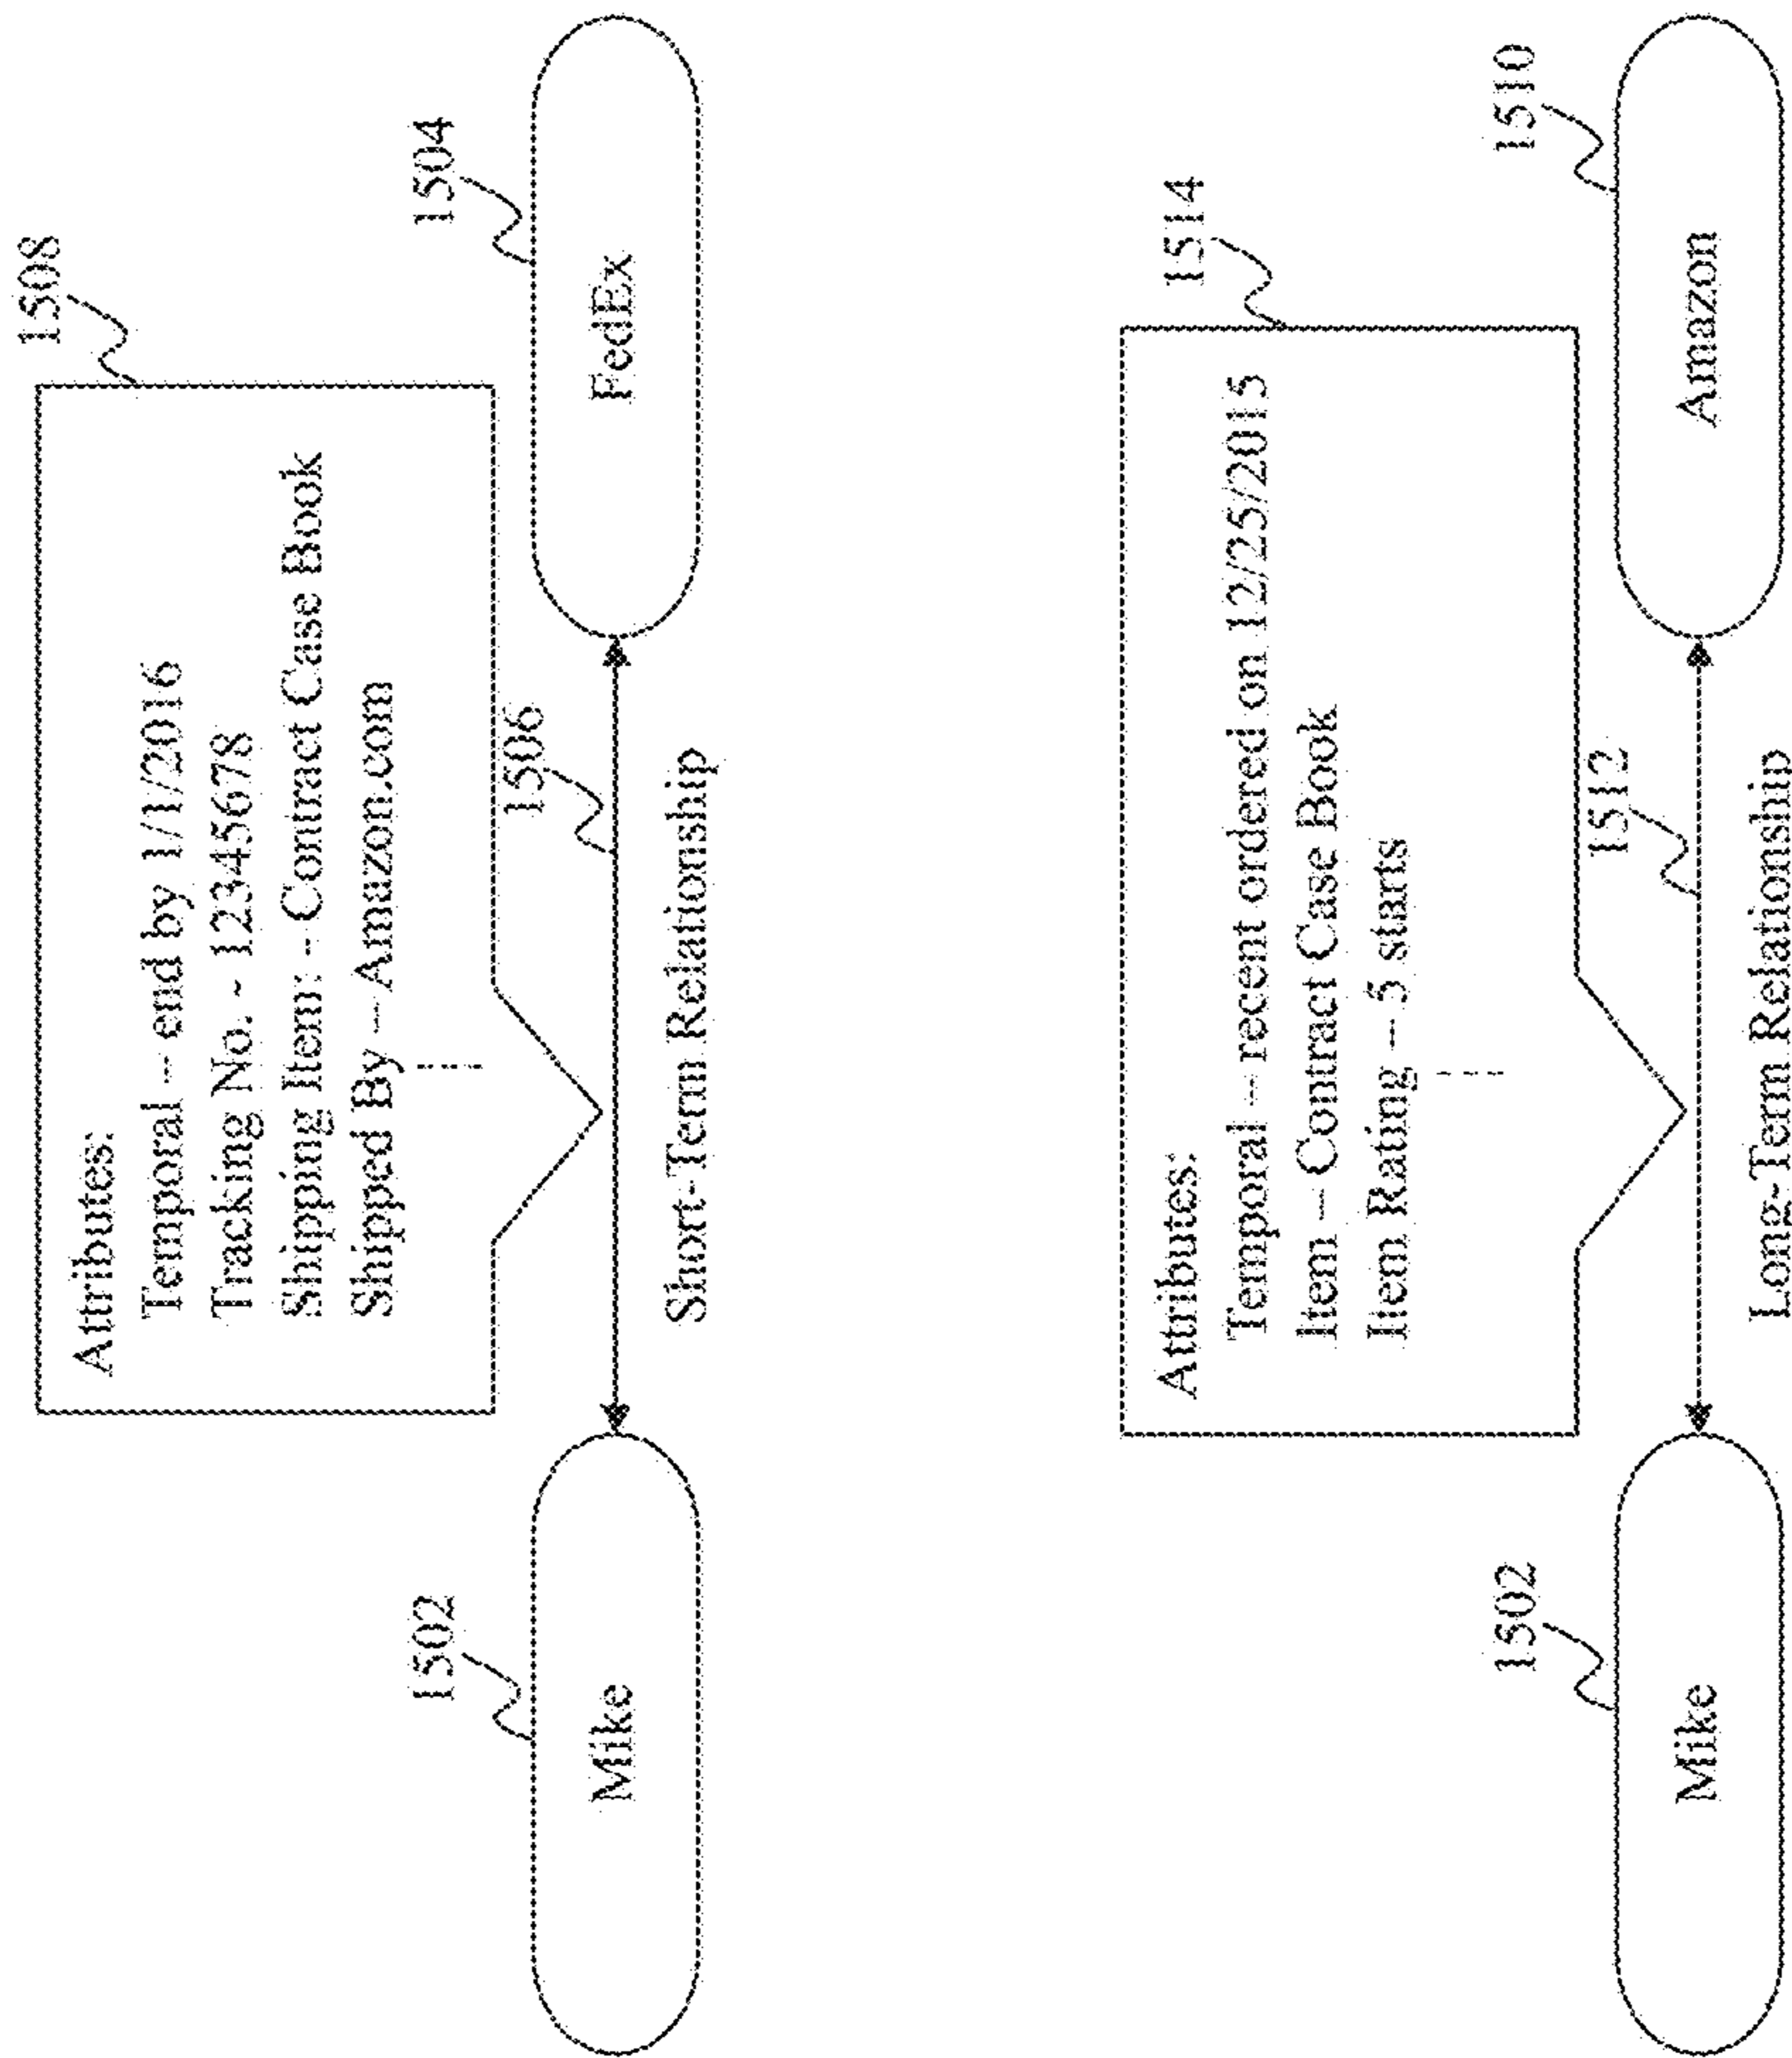 1508
Attributes:
Temporal – end by 1/1/2016
Tracking No. - 12345678
Shipping Item: - Contract Case Book
Shipped By – Amazon.com
1502
1506
1504
Mike
FedEx
Short-Term Relationship
1514
Attributes:
Temporal – recent ordered on 12/25/2015
Item – Contract Case Book
Item Rating – 5 starts
1502
1512
1510
Mike
Amazon
Long-Term Relationship